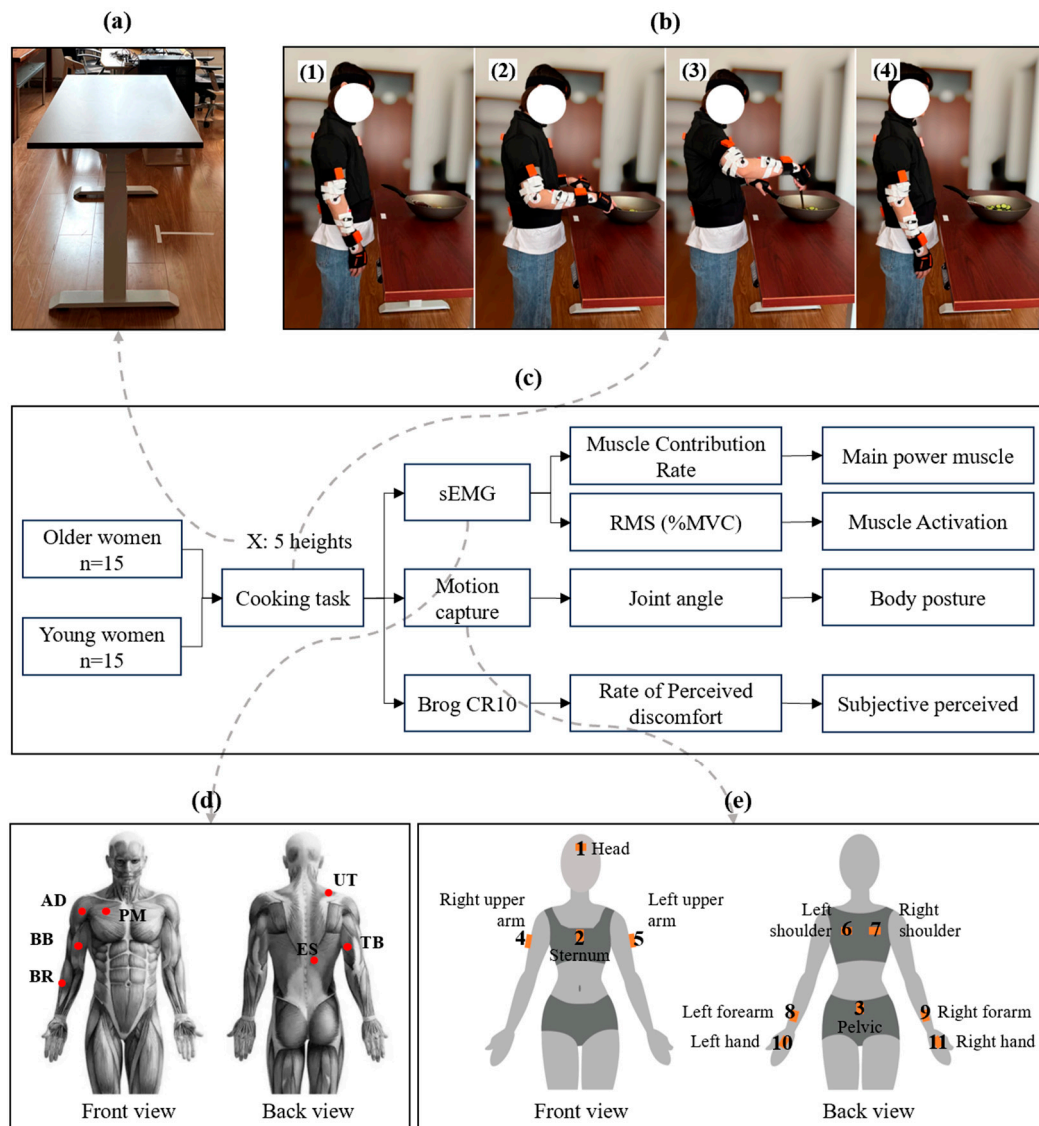 (a)
(b)
(1)
(2)
(3)
(4)
(c)
Older women
n=15
Young women
n=15
X: 5 heights
Cooking task
sEMG
Motion
capture
Brog CR10
Muscle Contribution
Rate
RMS (%MVC)
Joint angle
Rate of Perceived
discomfort
Main power muscle
Muscle Activation
Body posture
Subjective perceived
(d)
AD
PM
BB
BR
UT
ES
TB
Front view
Back view
(e)
1 Head
Right upper
arm
4
2
Sternum
Left upper
arm
5
Left
shoulder
6
7
Right
shoulder
Left forearm
8
3
Pelvic
9
Right forarm
Left hand
10
11
Right hand
Front view
Back view